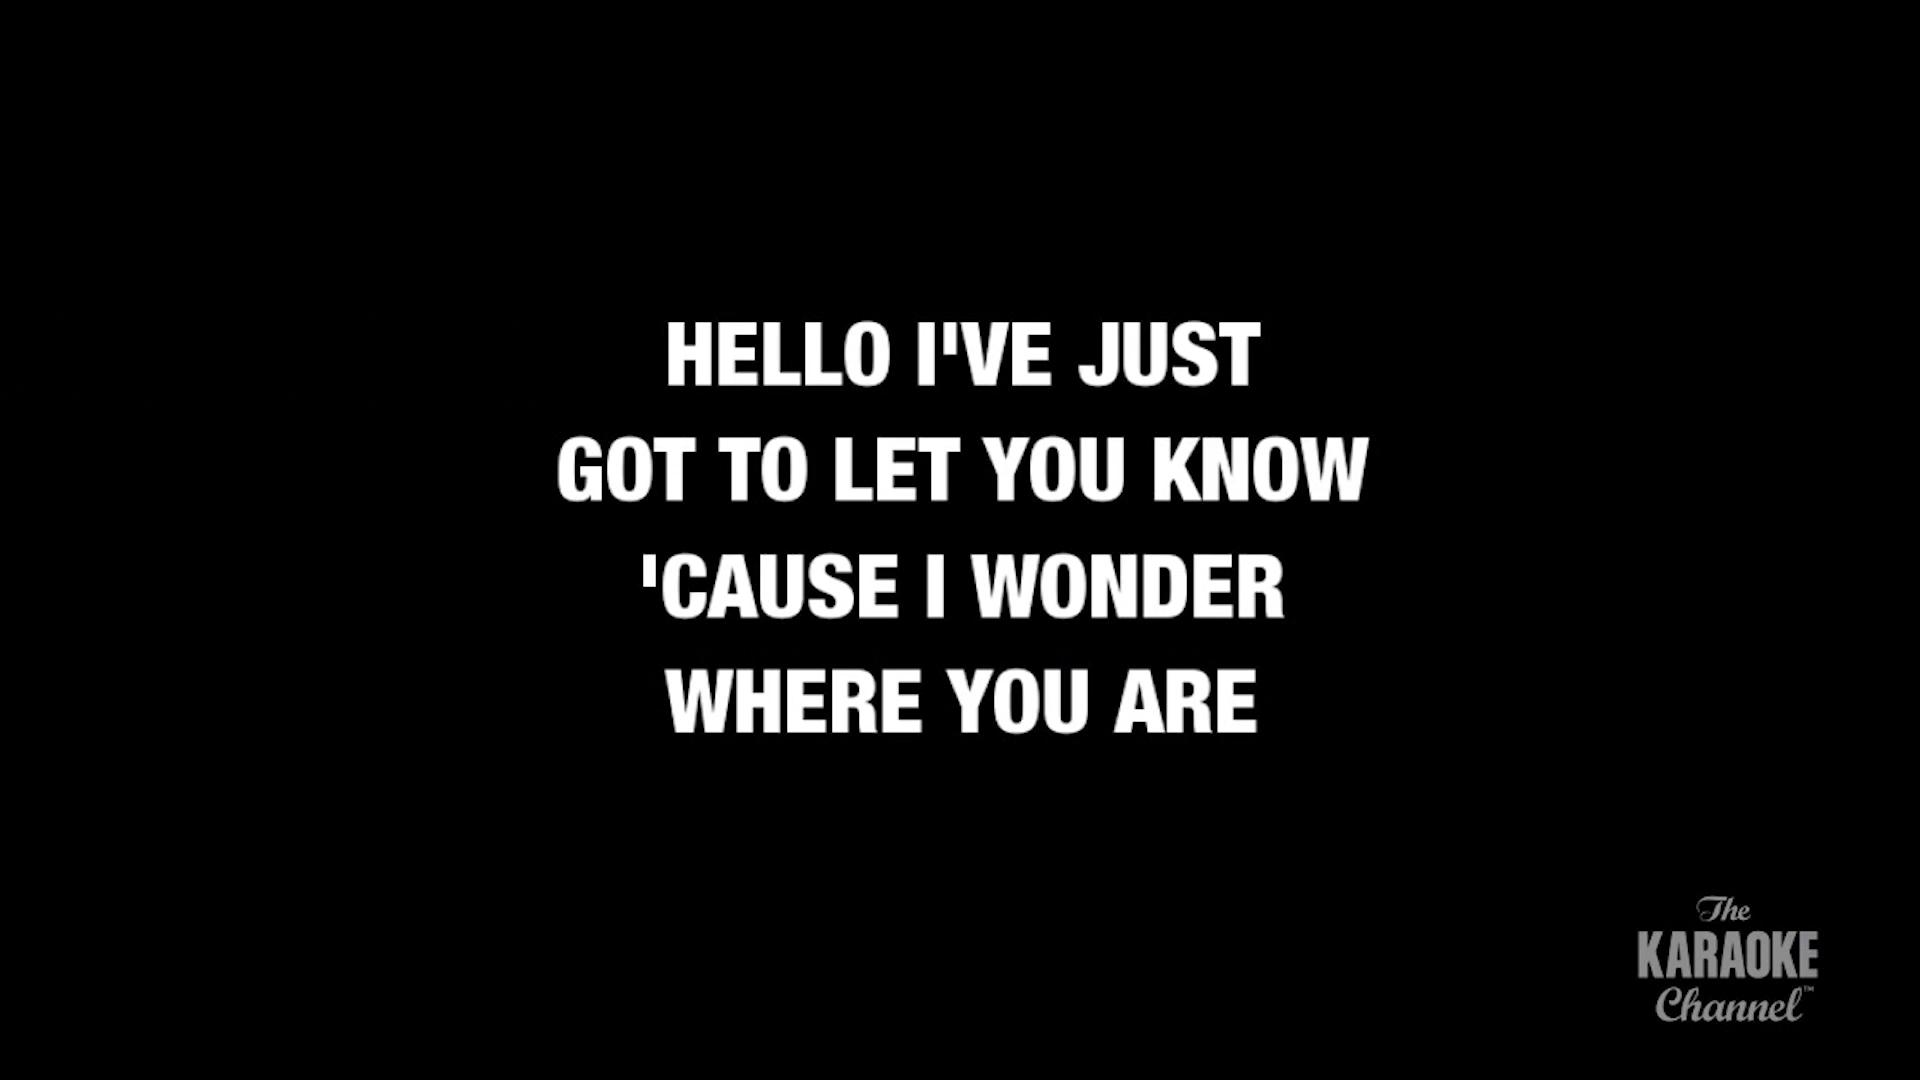 HELLO I'VE JUST
GOT TO LET YOU KNOW
'CAUSE I WONDER
WHERE YOU ARE
The
KARAOKE
Channel™